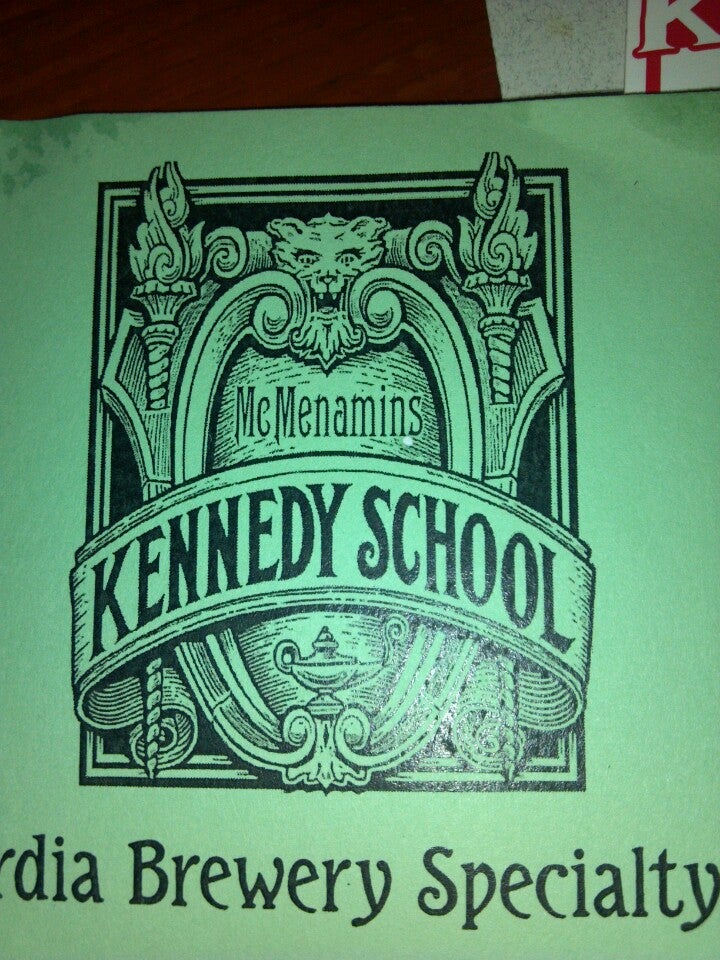 K
McMenamins
KENNEDY SCHOOL
rdia Brewery Specialty